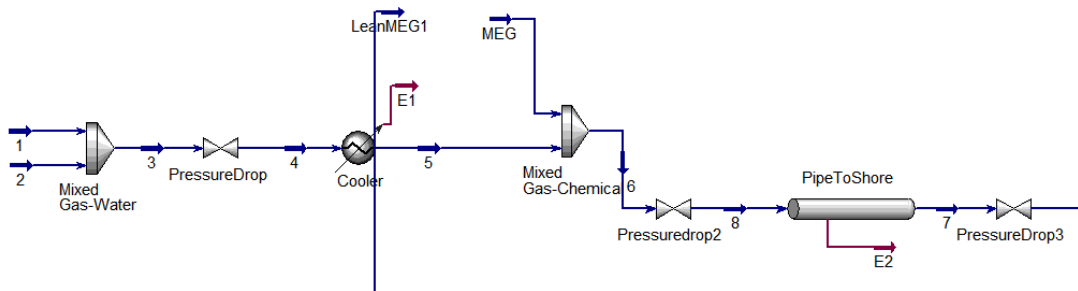 LeanMEG1
MEG
E1
1
2
3
4
5
6
Mixed
Gas-Water
PressureDrop
Cooler
Mixed
Gas-Chemica
Pressuredrop2
8
PipeToShore
7
PressureDrop3
E2